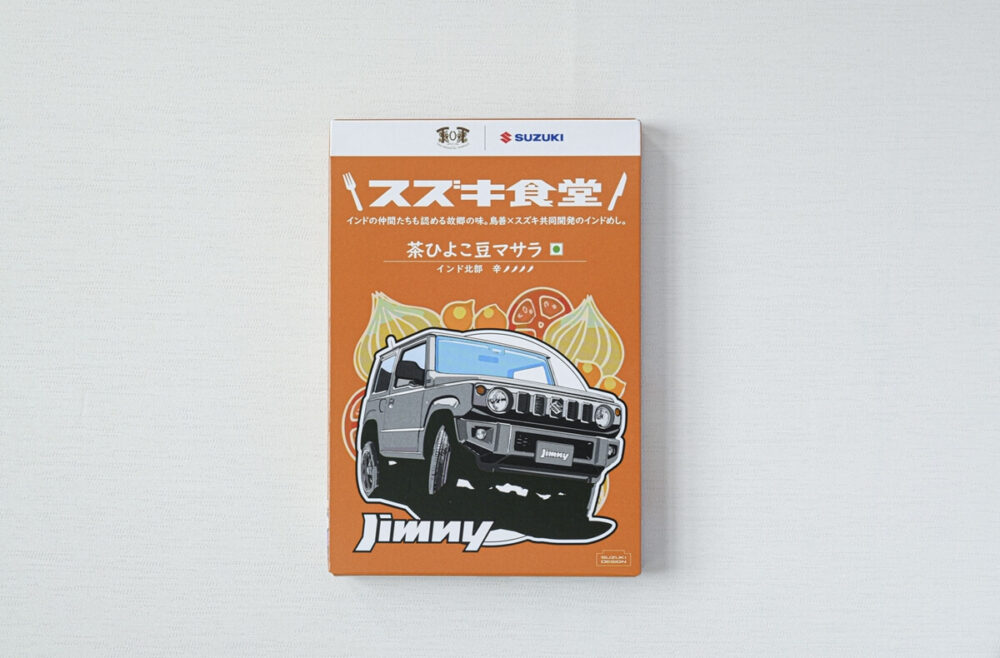 SUZUKI
スズキ食堂
インドの仲間たちも認める故郷の味。鳥善×スズキ共同開発のインドめし。
茶ひよこ豆マサラ
インド北部 辛
Jimny
Jimny
SUZUKI
DESIGN